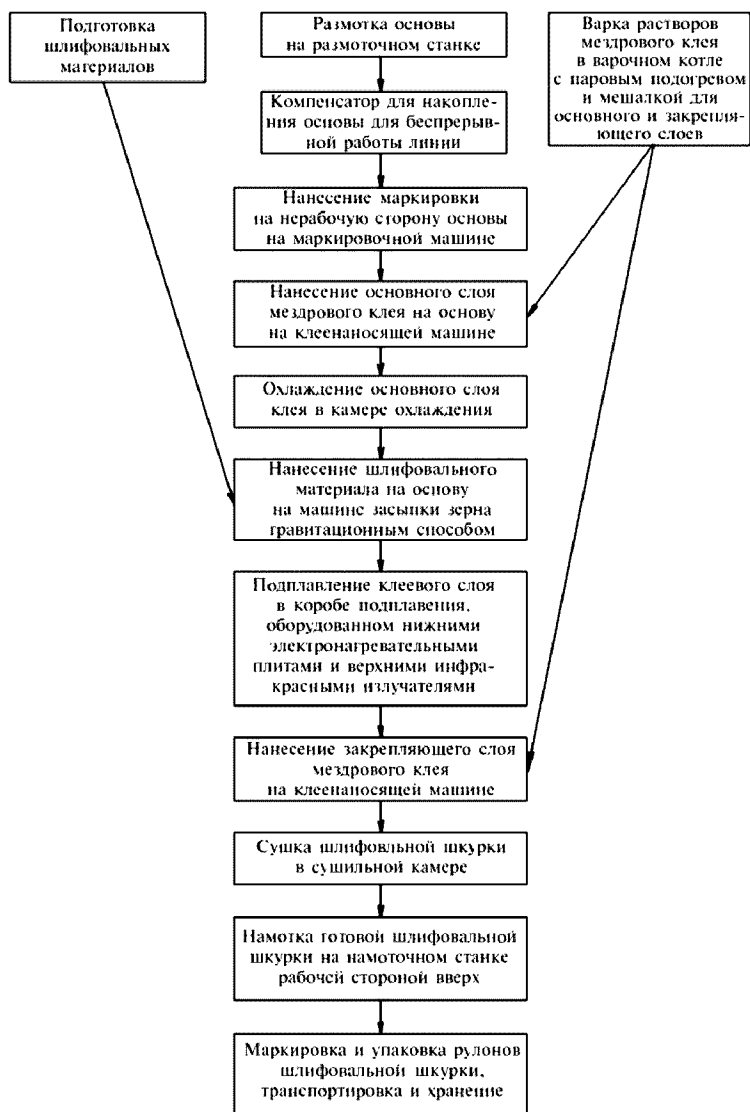 Подготовка
шлифовальных
материалов
Размотка основы
на размоточном станке
Варка растворов
мездрового клея
в варочном котле
с паровым подогревом
и мешалкой для
основного и закрепля-
ющего слоев
Компенсатор для накопле-
ния основы для беспрерыв-
ной работы линии
Нанесение маркировки
на нерабочую сторону основы
на маркировочной машине
Нанесение основного слоя
мездрового клея на основу
на клеенаносящей машине
Охлаждение основного слоя
клея в камере охлаждения
Нанесение шлифовального
материала на основу
на машине засыпки зерна
гравитационным способом
Подплавление клеевого слоя
в коробе подплавения,
оборудованном нижними
электронагревательными
плитами и верхними инфра-
красными излучателями
Нанесение закрепляющего слоя
мездрового клея
на клеенаносящей машине
Сушка шлифовльной шкурки
в сушильной камере
Намотка готовой шлифовальной
шкурки на намоточном станке
рабочей стороной вверх
Маркировка и упаковка рулонов
шлифовальной шкурки,
транспортировка и хранение